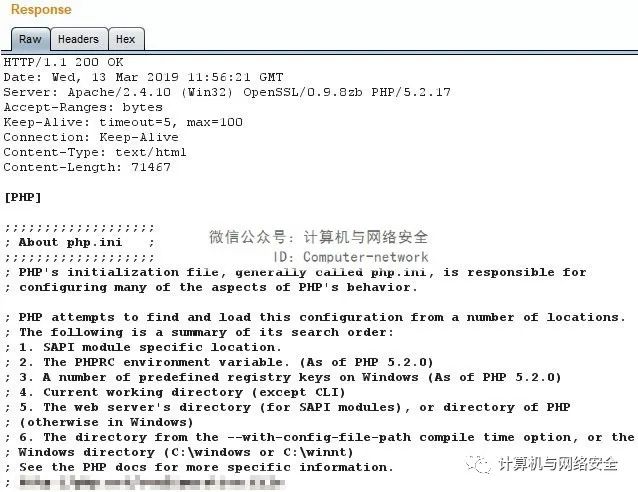 Response
Raw Headers Hex
HTTP/1.1 200 OK
Date: Wed, 13 Mar 2019 11:56:21 GMT
Server: Apache/2.4.10 (Win32) OpenSSL/0.9.8zb PHP/5.2.17
Accept-Ranges: bytes
Keep-Alive: timeout=5, max=100
Connection: Keep-Alive
Content-Type: text/html
Content-Length: 71467
[PHP]
;;;;;;;;;;;;;;;;;;;
; About php.ini   ;
微信公众号：计算机与网络安全
;;;;;;;;;;;;;;;;;;;
ID: Computer-network
; PHP's initialization file, generally called php.ini, is responsible for
; configuring many of the aspects of PHP's behavior.
; PHP attempts to find and load this configuration from a number of locations.
; The following is a summary of its search order:
; 1. SAPI module specific location.
; 2. The PHPRC environment variable. (As of PHP 5.2.0)
; 3. A number of predefined registry keys on Windows (As of PHP 5.2.0)
; 4. Current working directory (except CLI)
; 5. The web server's directory (for SAPI modules), or directory of PHP
; (otherwise in Windows)
; 6. The directory from the --with-config-file-path compile time option, or the
; Windows directory (C:\windows or C:\winnt)
; See the PHP docs for more specific information.
计算机与网络安全
;